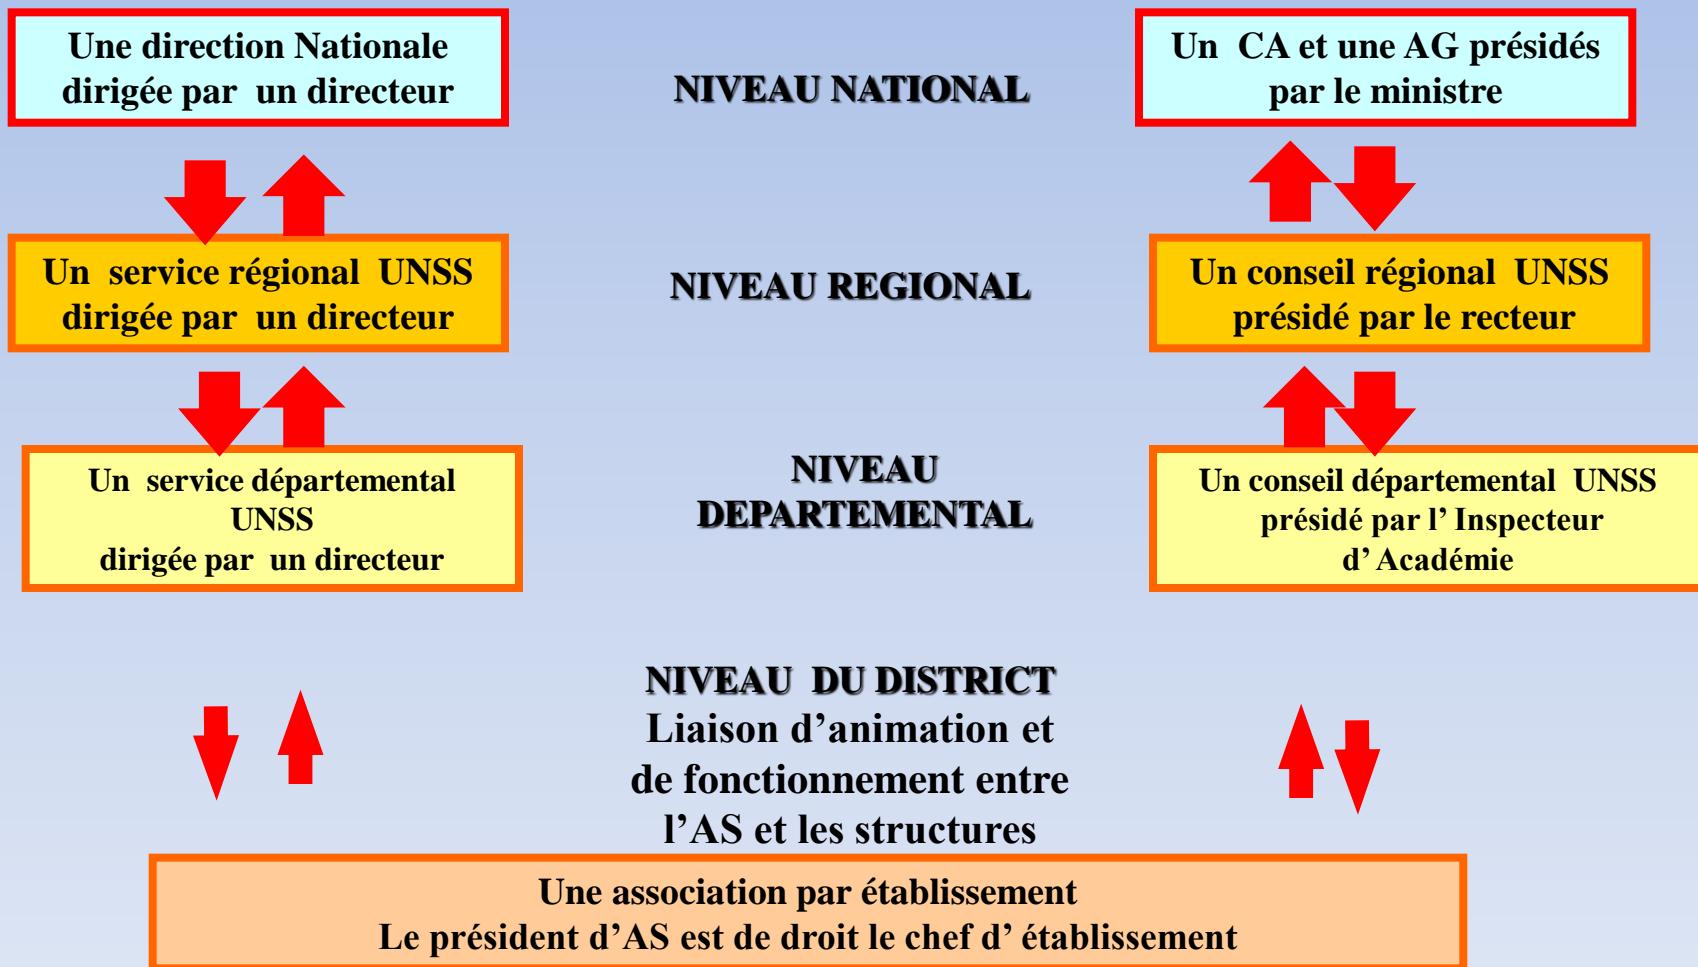 Une direction Nationale
dirigée par un directeur
NIVEAU NATIONAL
Un CA et une AG présidés
par le ministre
Un service régional UNSS
dirigée par un directeur
NIVEAU REGIONAL
Un conseil régional UNSS
présidé par le recteur
Un service départemental
UNSS
dirigée par un directeur
NIVEAU
DEPARTEMENTAL
Un conseil départemental UNSS
présidé par l’ Inspecteur
d’ Académie
NIVEAU DU DISTRICT
Liaison d’animation et
de fonctionnement entre
l’AS et les structures
Une association par établissement
Le président d’AS est de droit le chef d’ établissement